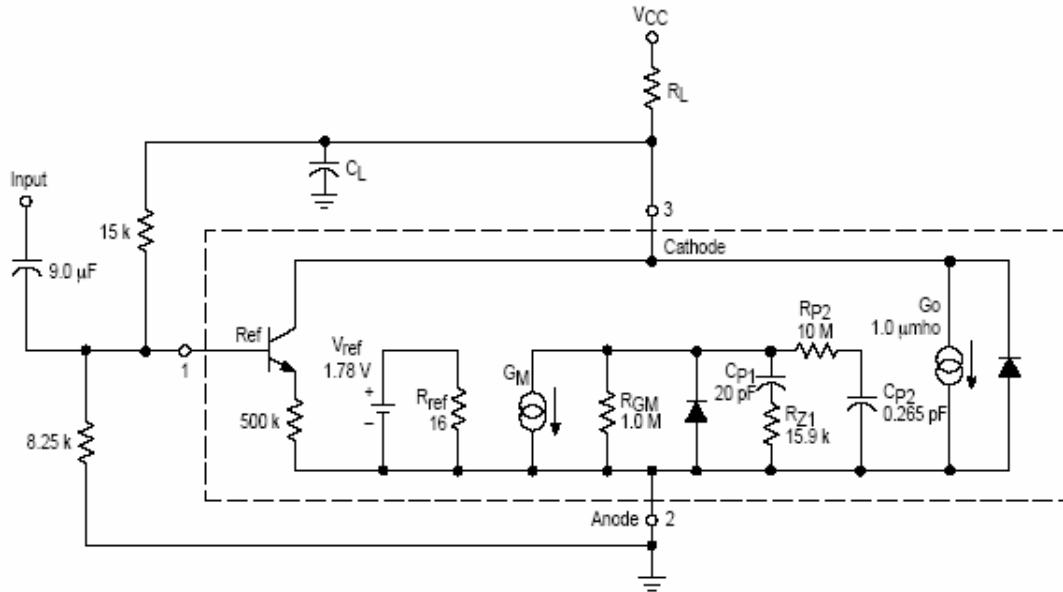 VCC
RL
CL
Input
15 k
9.0 µF
3
Cathode
Ref
1
500 k
Vref
1.78 V
+
–
Rref
16
GM
RGM
1.0 M
RP2
10 M
CP1
20 pF
RZ1
15.9 k
CP2
0.265 pF
Go
1.0 µmho
8.25 k
Anode
2